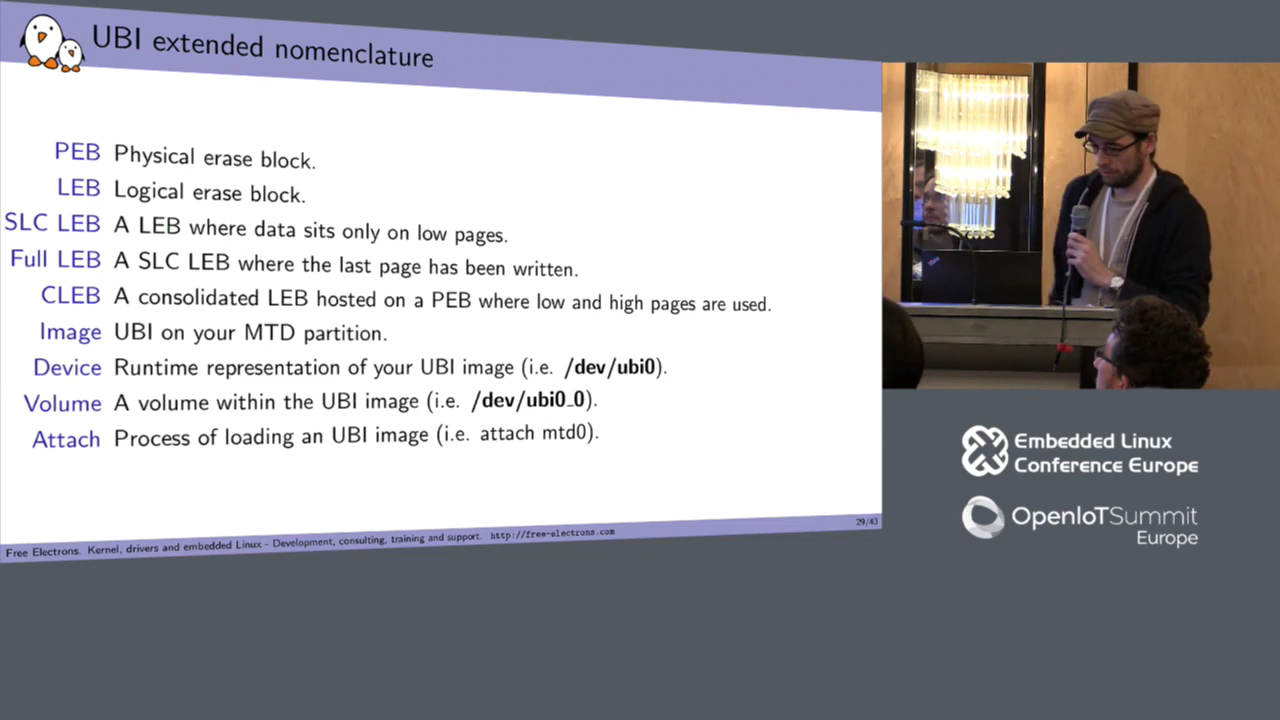 UBI extended nomenclature
PEB Physical erase block.
LEB Logical erase block.
SLC LEB A LEB where data sits only on low pages.
Full LEB A SLC LEB where the last page has been written.
CLEB A consolidated LEB hosted on a PEB where low and high pages are used.
Image UBI on your MTD partition.
Device Runtime representation of your UBI image (i.e. /dev/ubi0).
Volume A volume within the UBI image (i.e. /dev/ubi0_0).
Attach Process of loading an UBI image (i.e. attach mtd0).
29/43
Free Electrons. Kernel, drivers and embedded Linux - Development, consulting, training and support. http://free-electrons.com
Embedded Linux
Conference Europe
OpenIoTSummit
Europe